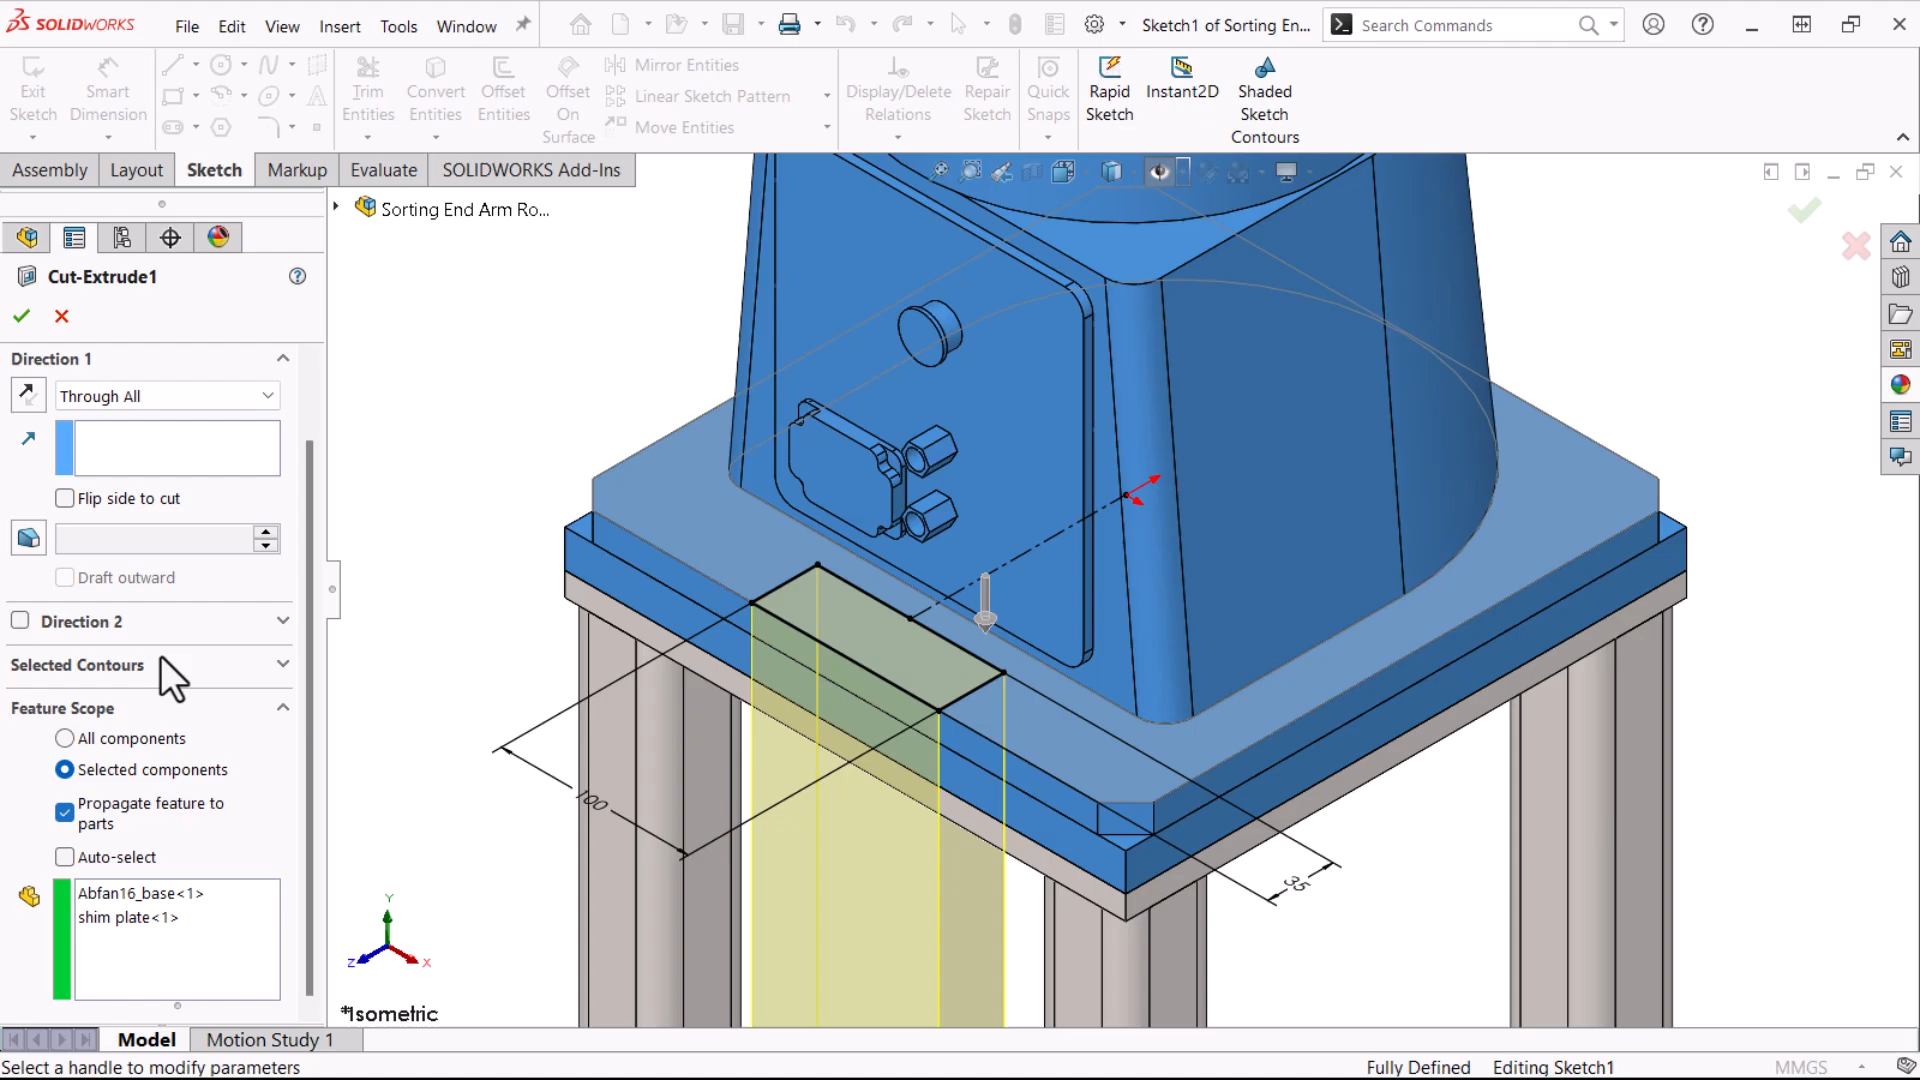 SOLIDWORKS File Edit View Insert Tools Window Sketch1 of Sorting En... Search Commands
Exit Sketch
Smart Dimension
Trim Entities
Convert Entities
Offset Entities
Offset On Surface
Mirror Entities
Linear Sketch Pattern
Move Entities
Display/Delete Relations
Repair Sketch
Quick Snaps
Rapid Sketch
Instant2D
Shaded Sketch Contours
Assembly Layout Sketch Markup Evaluate SOLIDWORKS Add-Ins
Sorting End Arm Ro...
Cut-Extrude1
Direction 1
Through All
Flip side to cut
Draft outward
Direction 2
Selected Contours
Feature Scope
All components
Selected components
Propagate feature to
parts
Auto-select
Abfan16_base<1>
shim plate<1>
100
35
Y
Z
X
*Isometric
Model Motion Study 1
Select a handle to modify parameters Fully Defined Editing Sketch1 MMGS